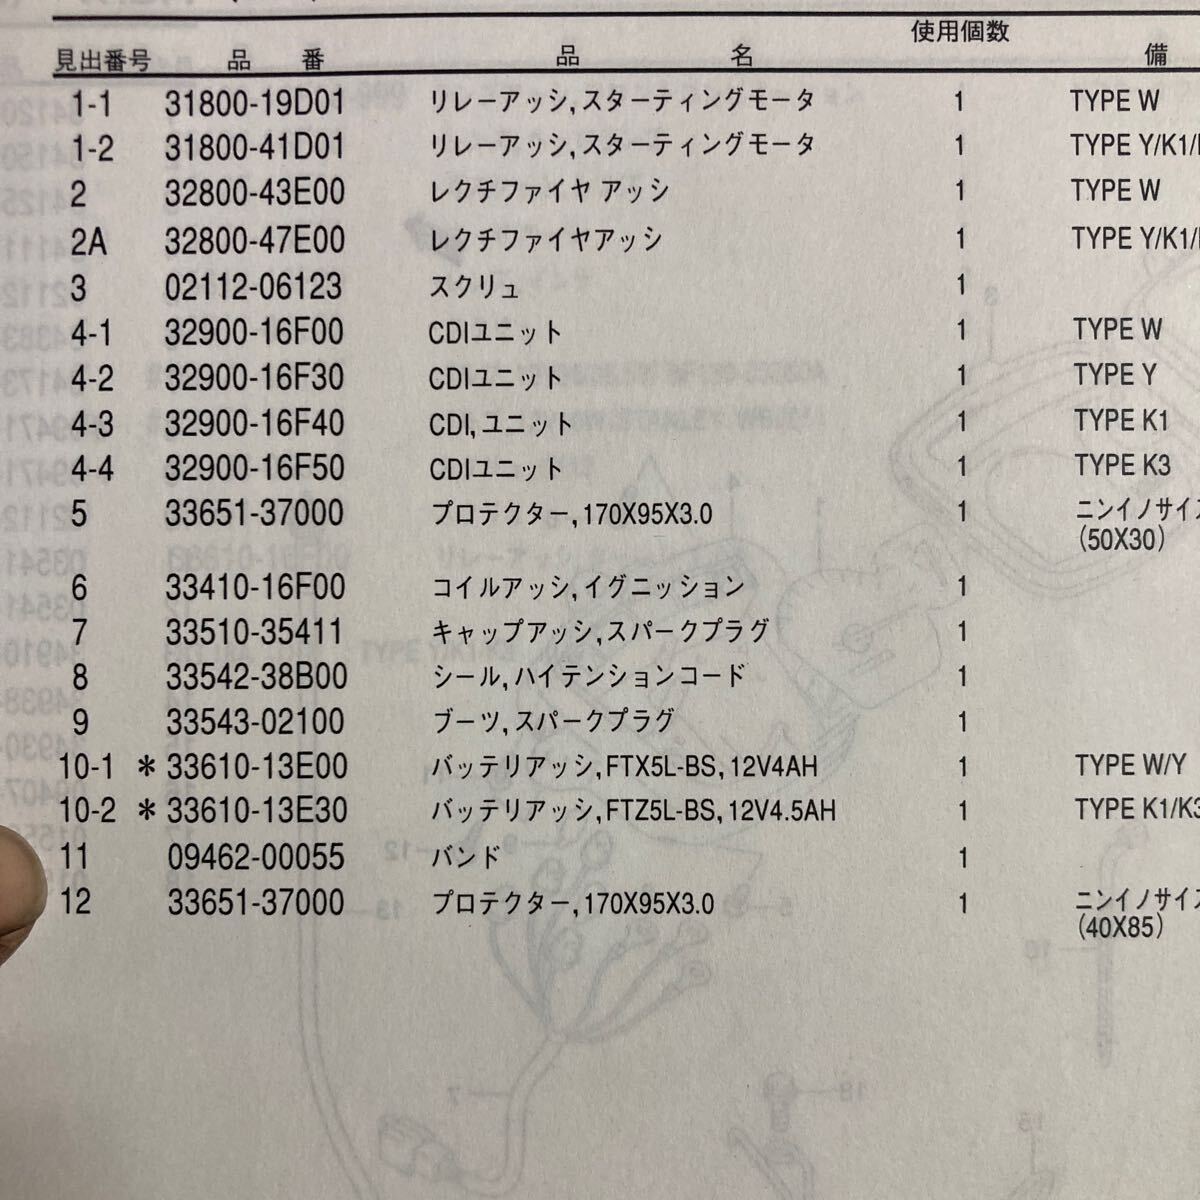 見出番号 品 番 品 名 使用個数 備
1-1 31800-19D01 リレーアッシ,スターティングモータ 1 TYPE W
1-2 31800-41D01 リレーアッシ,スターティングモータ 1 TYPE Y/K1/
2 32800-43E00 レクチファイヤ アッシ 1 TYPE W
2A 32800-47E00 レクチファイヤアッシ 1 TYPE Y/K1/
3 02112-06123 スクリュ 1
4-1 32900-16F00 CDIユニット 1 TYPE W
4-2 32900-16F30 CDIユニット 1 TYPE Y
4-3 32900-16F40 CDI,ユニット 1 TYPE K1
4-4 32900-16F50 CDIユニット 1 TYPE K3
5 33651-37000 プロテクター,170X95X3.0 1 ニンイノサイズ
(50X30)
6 33410-16F00 コイルアッシ,イグニッション 1
7 33510-35411 キャップアッシ,スパークプラグ 1
8 33542-38B00 シール,ハイテンションコード 1
9 33543-02100 ブーツ,スパークプラグ 1
10-1 *33610-13E00 バッテリアッシ,FTX5L-BS,12V4AH 1 TYPE W/Y
10-2 *33610-13E30 バッテリアッシ,FTZ5L-BS,12V4.5AH 1 TYPE K1/K3
11 09462-00055 バンド 1
12 33651-37000 プロテクター,170X95X3.0 1 ニンイノサイズ
(40X85)